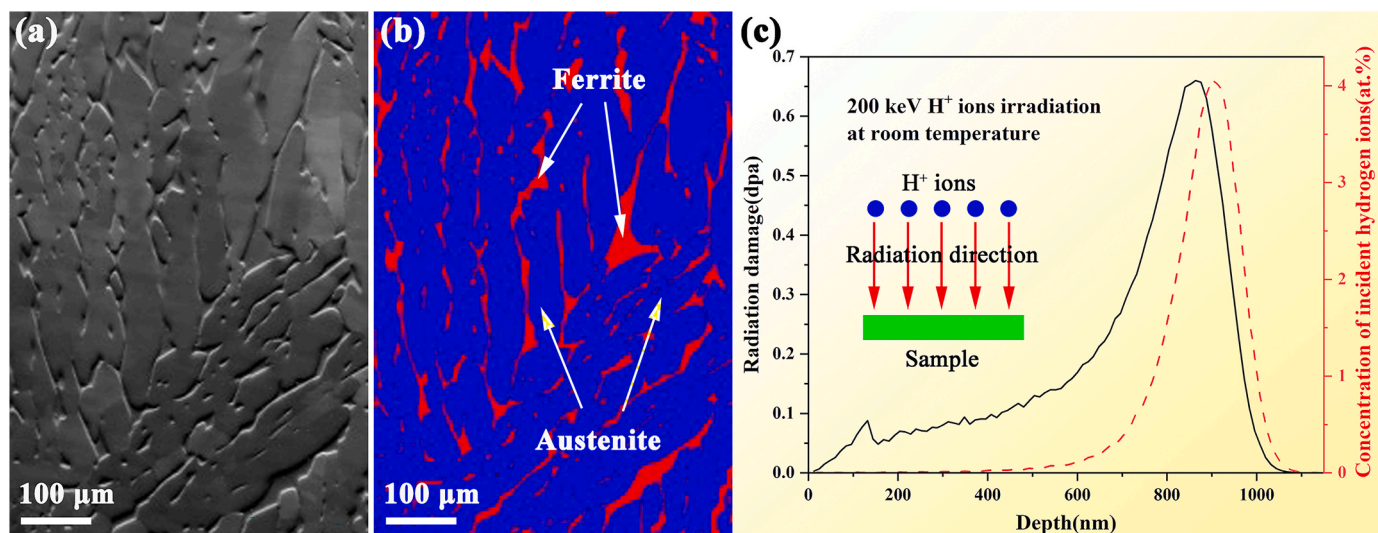 (a)
100 μm
(b)
Ferrite
Austenite
100 μm
(c)
200 keV H⁺ ions irradiation
at room temperature
H⁺ ions
Radiation direction
Sample
Radiation damage(dpa)
0.7
0.6
0.5
0.4
0.3
0.2
0.1
0.0
0
200
400
600
800
1000
Depth(nm)
4
3
2
1
0
Concentration of incident hydrogen ions(at.%)